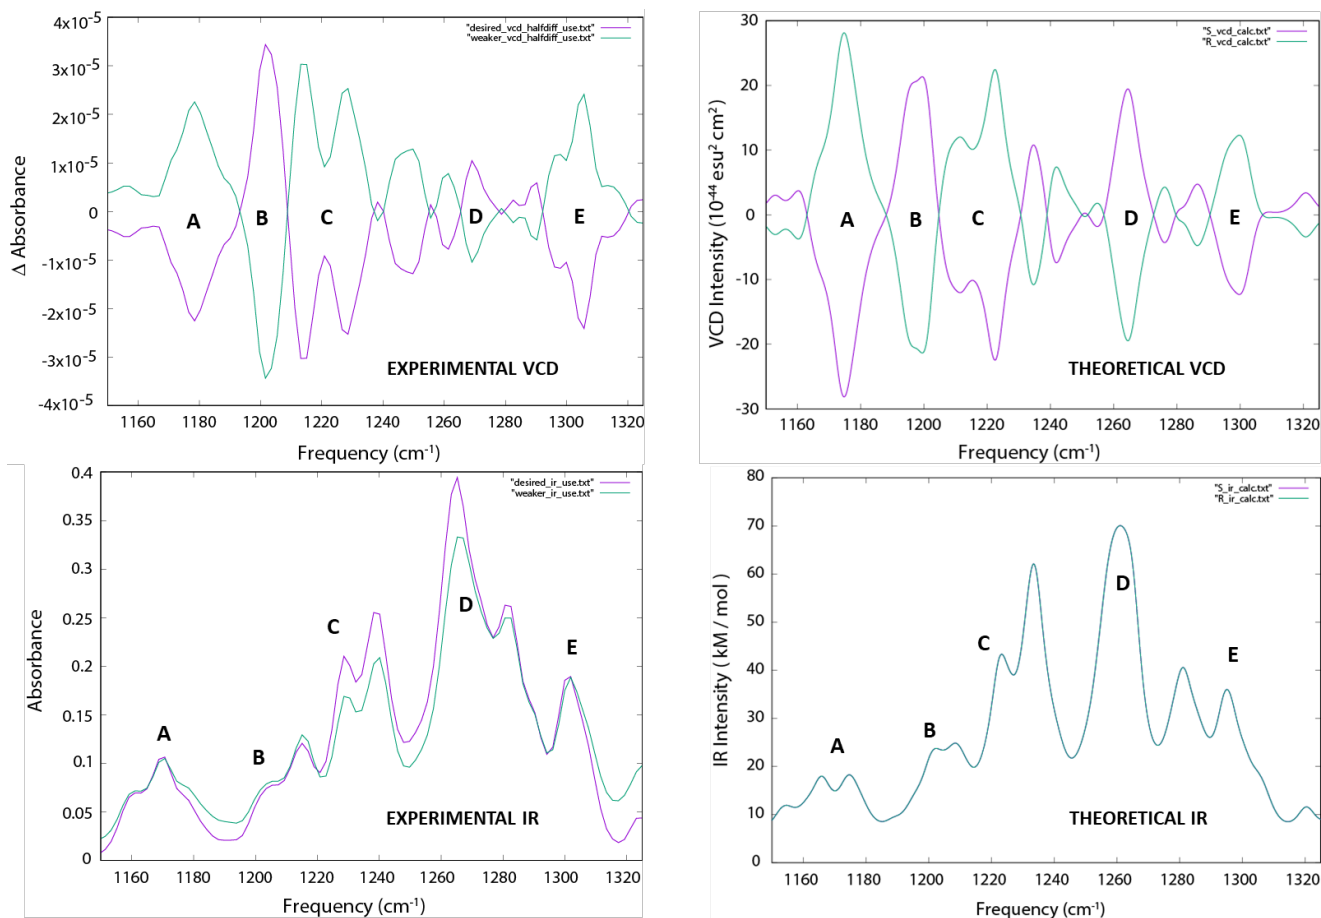 4x10-5
3x10-5
2x10-5
1x10-5
0
-1x10-5
-2x10-5
-3x10-5
-4x10-5
Δ Absorbance
"desired_vcd_halfdiff_use.txt"
"weaker_vcd_halfdiff_use.txt"
A
B
C
D
E
EXPERIMENTAL VCD
1160
1180
1200
1220
1240
1260
1280
1300
1320
Frequency (cm-1)
30
20
10
0
-10
-20
-30
VCD Intensity (10-44 esu2 cm2)
"S_vcd_calc.txt"
"R_vcd_calc.txt"
A
B
C
D
E
THEORETICAL VCD
1160
1180
1200
1220
1240
1260
1280
1300
1320
Frequency (cm-1)
0.4
0.35
0.3
0.25
0.2
0.15
0.1
0.05
0
Absorbance
"desired_ir_use.txt"
"weaker_ir_use.txt"
A
B
C
D
E
EXPERIMENTAL IR
1160
1180
1200
1220
1240
1260
1280
1300
1320
Frequency (cm-1)
80
70
60
50
40
30
20
10
0
IR Intensity ( kM / mol )
"S_ir_calc.txt"
"R_ir_calc.txt"
A
B
C
D
E
THEORETICAL IR
1160
1180
1200
1220
1240
1260
1280
1300
1320
Frequency (cm-1)